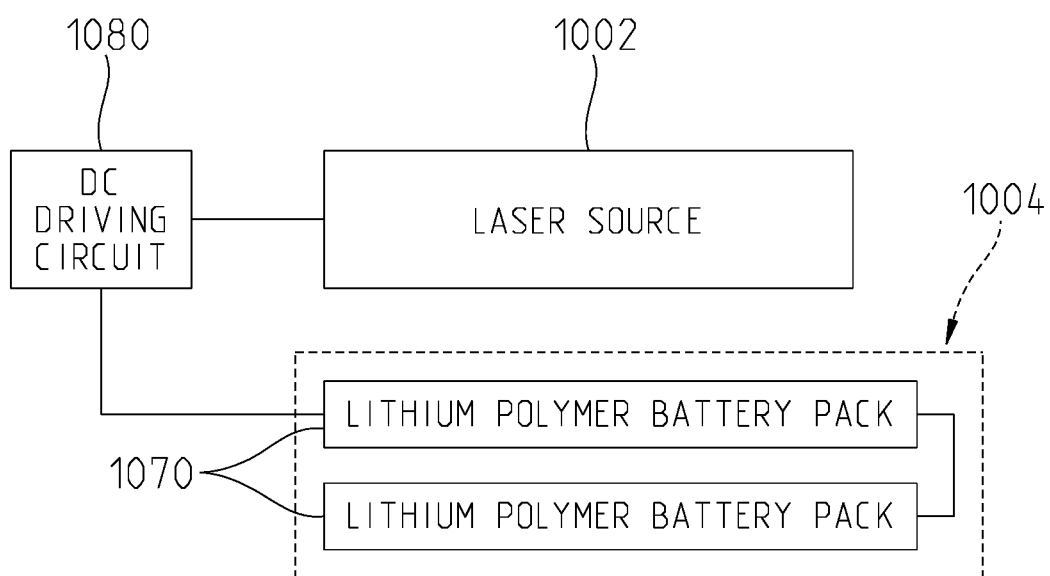 1080
1002
DC
DRIVING
CIRCUIT
LASER SOURCE
1004
LITHIUM POLYMER BATTERY PACK
1070
LITHIUM POLYMER BATTERY PACK